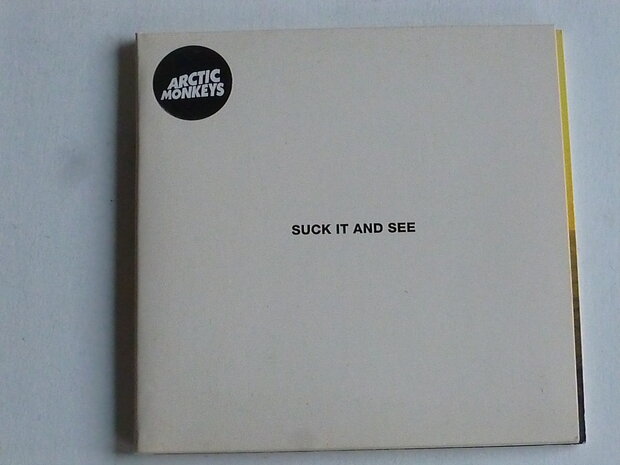 ARCTIC
MONKEYS
SUCK IT AND SEE